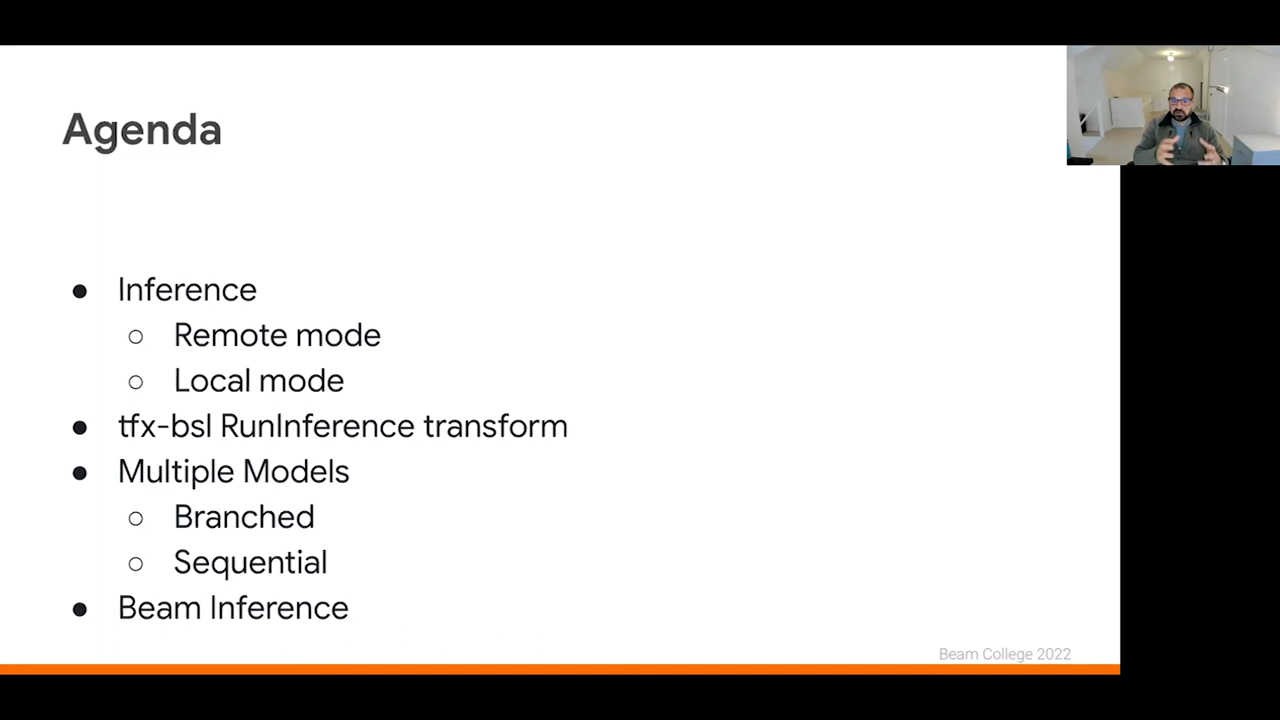 Agenda
● Inference
○ Remote mode
○ Local mode
● tfx-bsl RunInference transform
● Multiple Models
○ Branched
○ Sequential
● Beam Inference
Beam College 2022